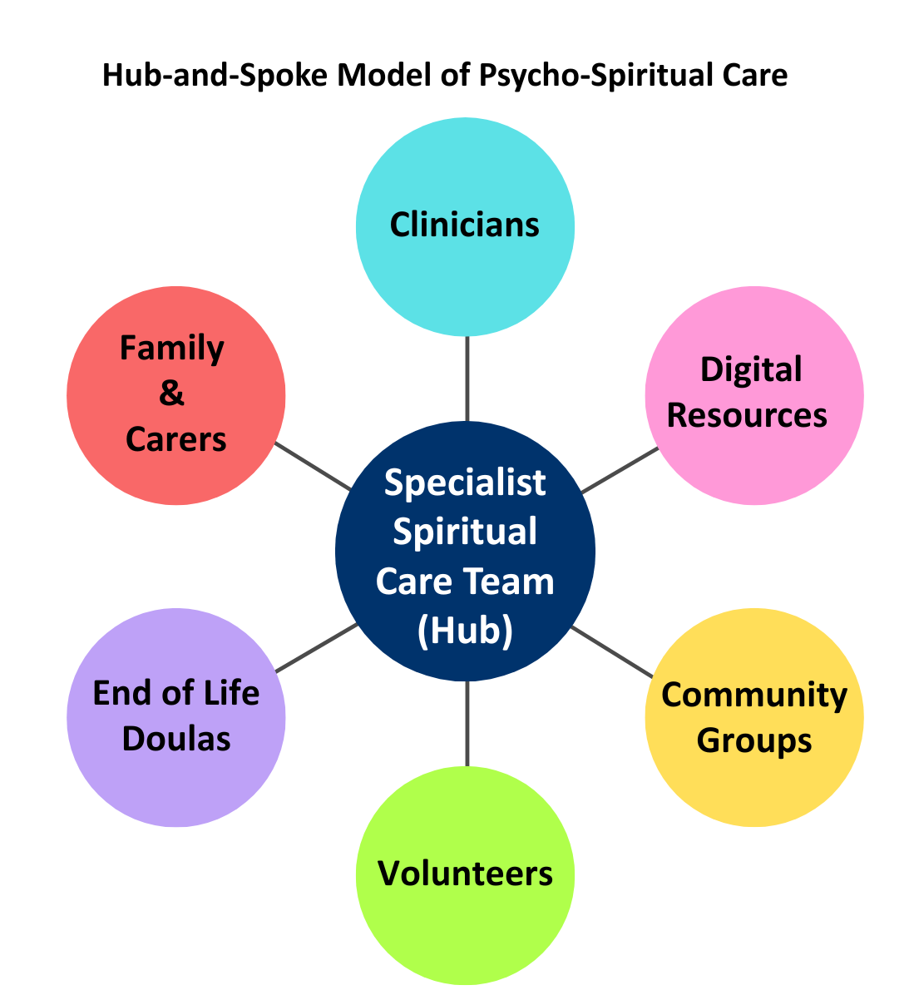 Hub-and-Spoke Model of Psycho-Spiritual Care
Clinicians
Family
&
Carers
Digital
Resources
Specialist
Spiritual
Care Team
(Hub)
End of Life
Doulas
Community
Groups
Volunteers